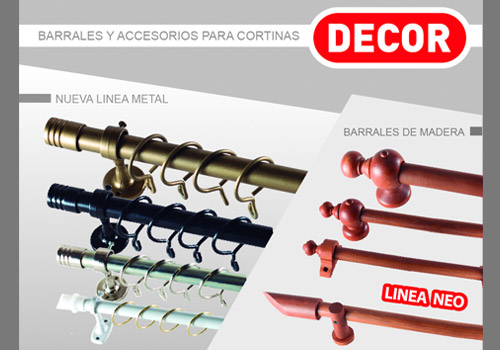 BARRALES Y ACCESORIOS PARA CORTINAS
DECOR
NUEVA LINEA METAL
BARRALES DE MADERA
LINEA NEO